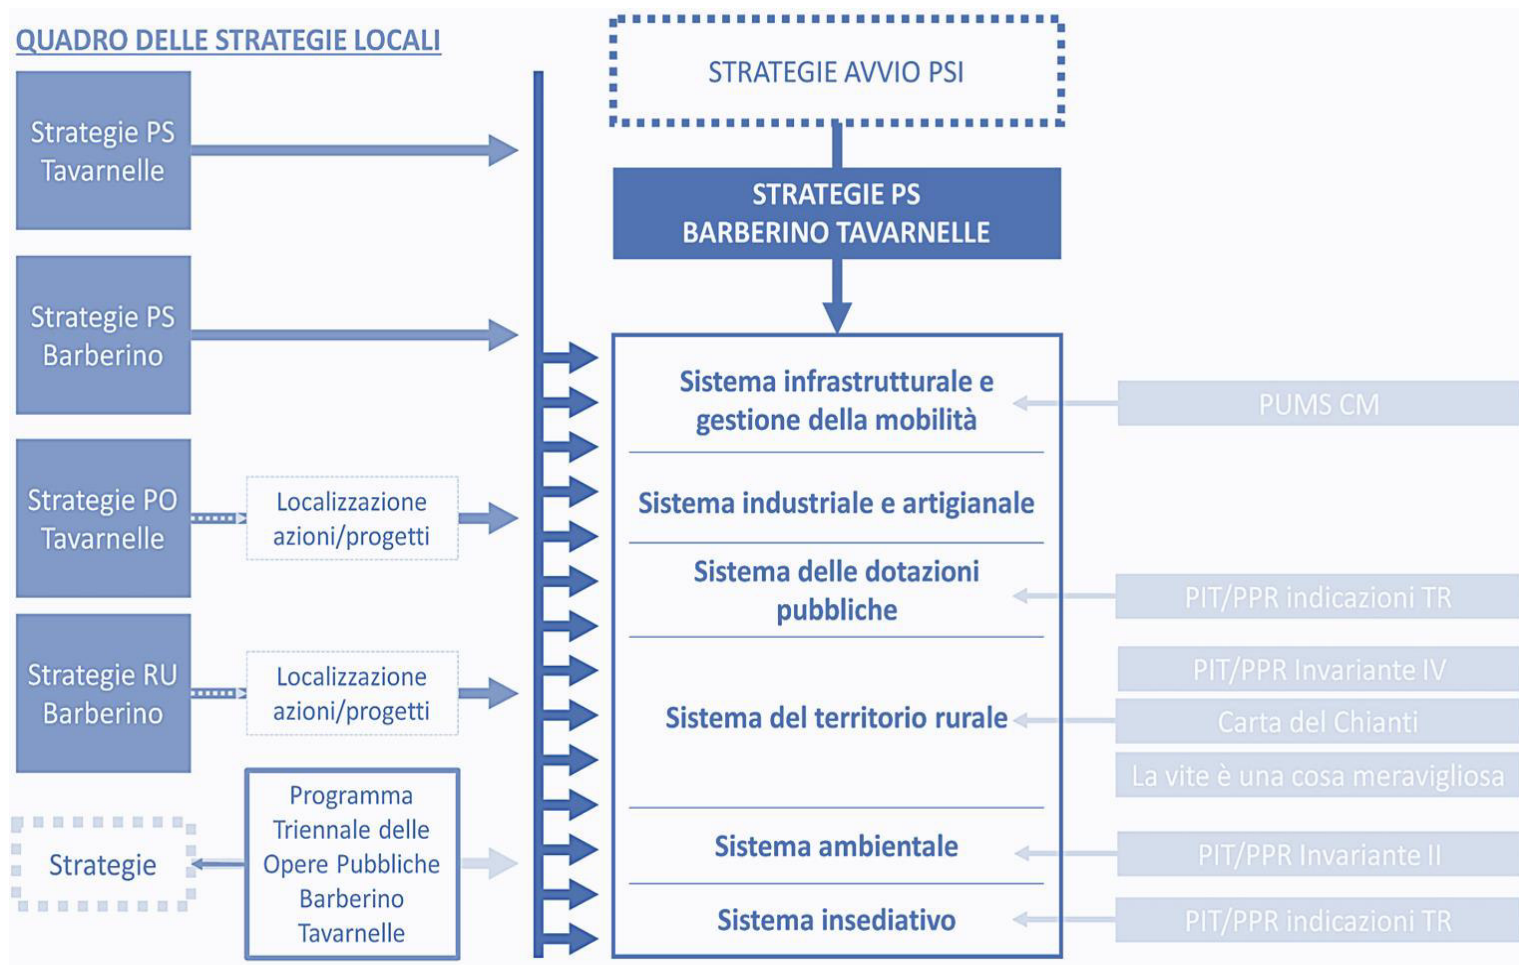 QUADRO DELLE STRATEGIE LOCALI
Strategie PS
Tavarnelle
Strategie PS
Barberino
Strategie PO
Tavarnelle
Localizzazione
azioni/progetti
Strategie RU
Barberino
Localizzazione
azioni/progetti
Strategie
Programma
Triennale delle
Opere Pubbliche
Barberino
Tavarnelle
STRATEGIE AVVIO PSI
STRATEGIE PS
BARBERINO TAVARNELLE
Sistema infrastrutturale e
gestione della mobilità
Sistema industriale e artigianale
Sistema delle dotazioni
pubbliche
Sistema del territorio rurale
Sistema ambientale
Sistema insediativo
PUMS CM
PIT/PPR indicazioni TR
PIT/PPR Invariante IV
Carta del Chianti
La vite è una cosa meravigliosa
PIT/PPR Invariante II
PIT/PPR indicazioni TR